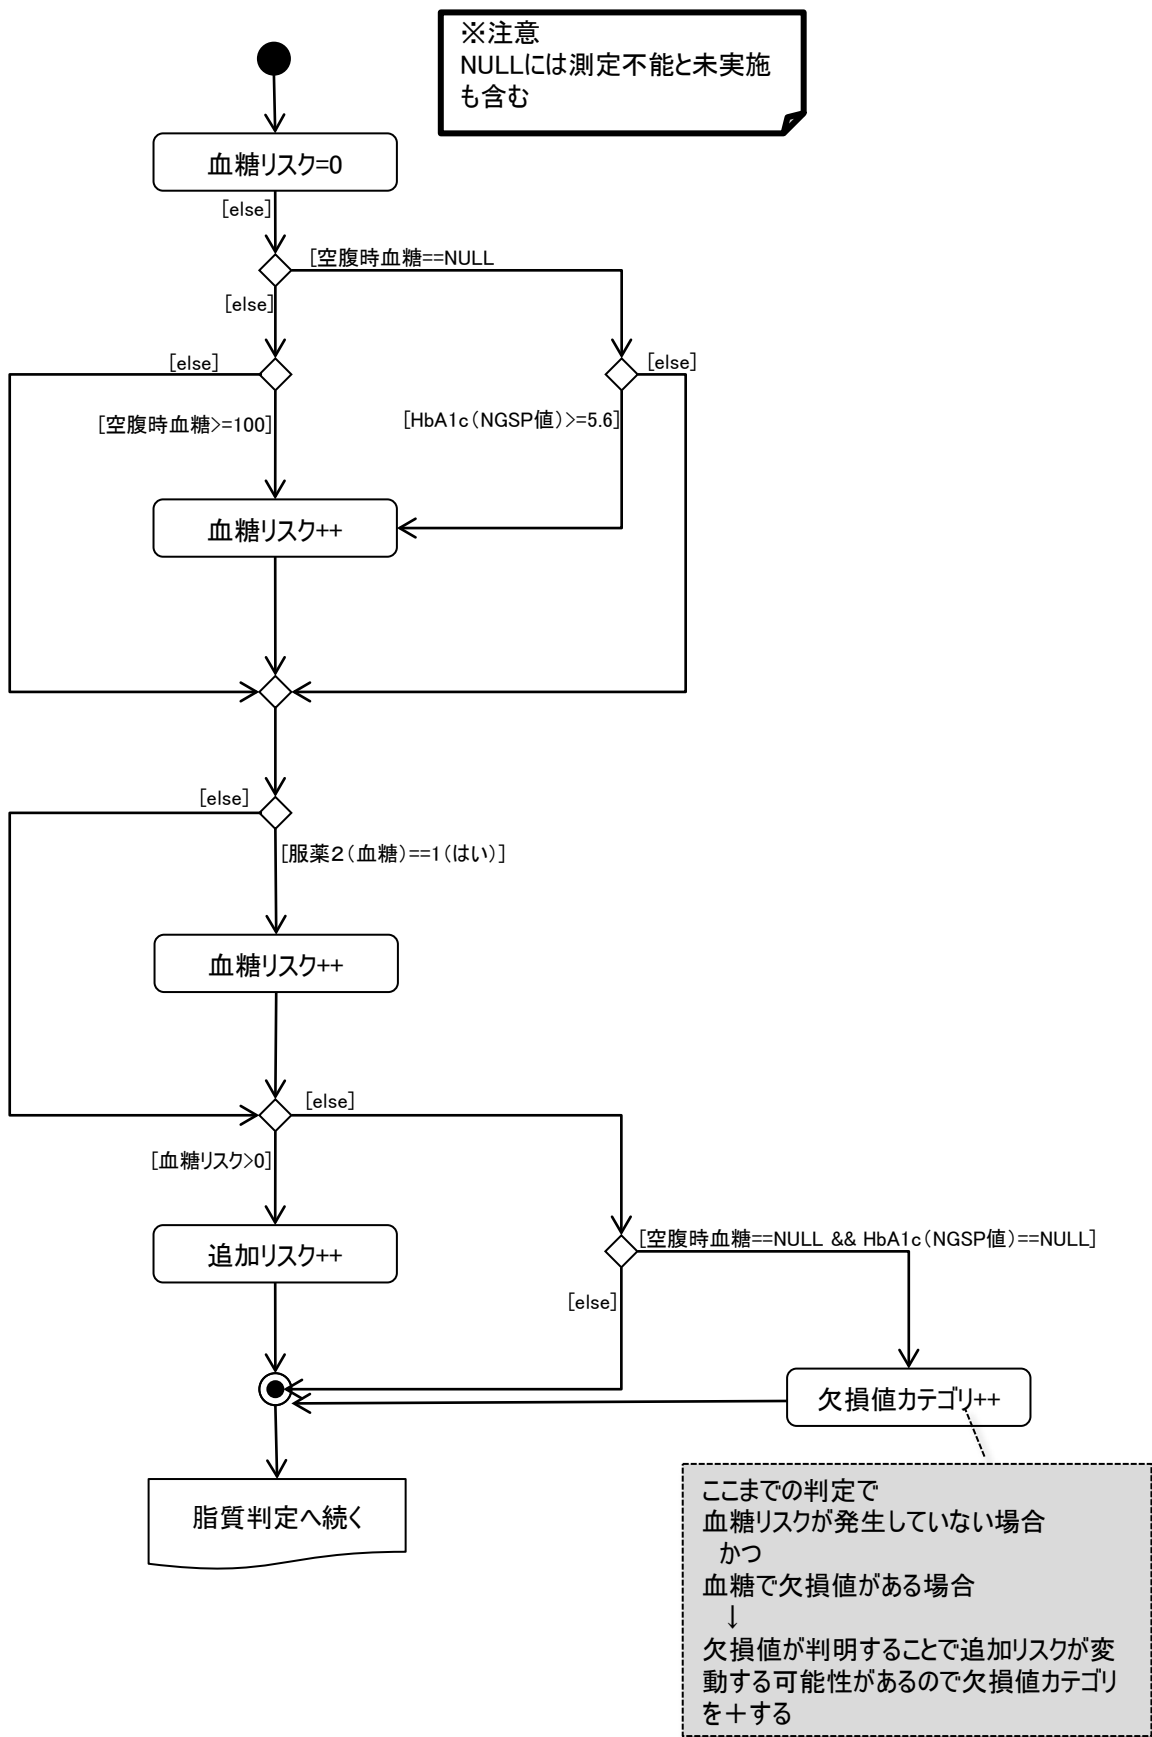 ※注意
NULLには測定不能と未実施
も含む
血糖リスク=0
[else]
[空腹時血糖==NULL
[else]
[else]
[else]
[空腹時血糖>=100]
[HbA1c(NGSP値)>=5.6]
血糖リスク++
[else]
[服薬2(血糖)==1(はい)]
血糖リスク++
[else]
[血糖リスク>0]
追加リスク++
[空腹時血糖==NULL && HbA1c(NGSP値)==NULL]
[else]
欠損値カテゴリ++
脂質判定へ続く
ここまでの判定で
血糖リスクが発生していない場合
かつ
血糖で欠損値がある場合
↓
欠損値が判明することで追加リスクが変
動する可能性があるので欠損値カテゴリ
を+する